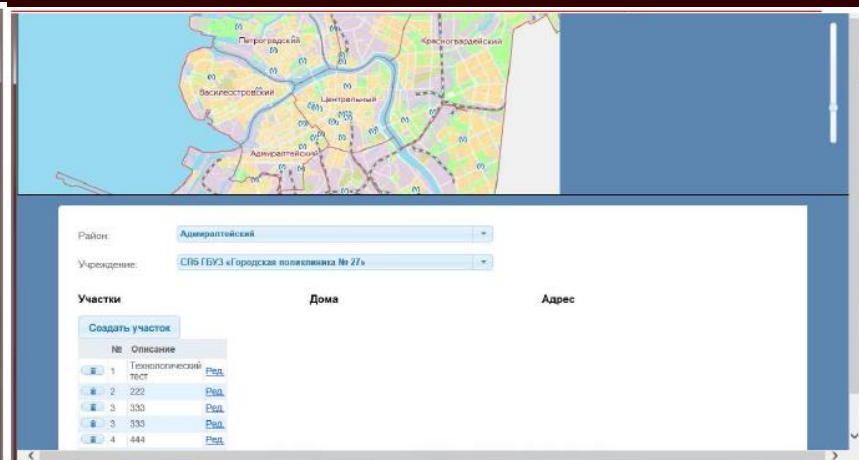 Петроградский
Красногвардейский
Василеостровский
Центральный
Адмиралтейский
Район: Адмиралтейский
Учреждение: СПб ГБУЗ «Городская поликлиника № 27»
Участки Дома Адрес
Создать участок
№ Описание
1 Технологический тест Ред.
2 222 Ред.
3 333 Ред.
3 333 Ред.
4 444 Ред.